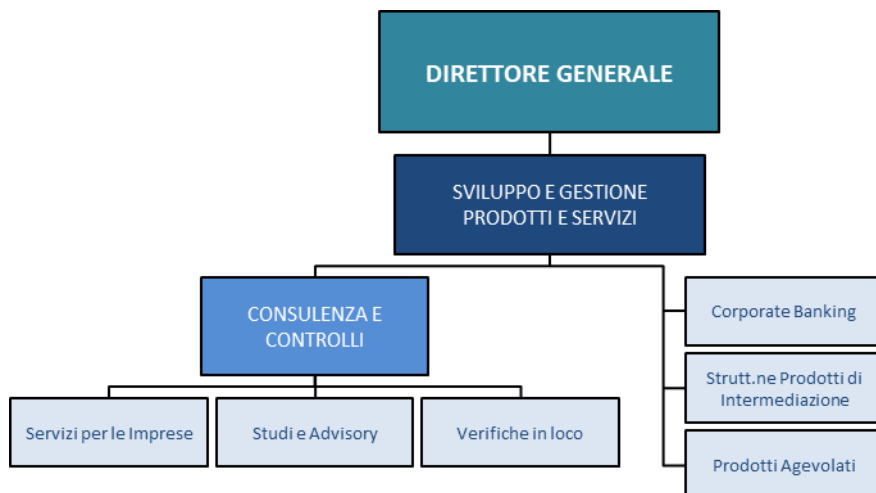 DIRETTORE GENERALE
SVILUPPO E GESTIONE
PRODOTTI E SERVIZI
CONSULENZA E
CONTROLLI
Corporate Banking
Strutt.ne Prodotti di
Intermediazione
Prodotti Agevolati
Servizi per le Imprese
Studi e Advisory
Verifiche in loco